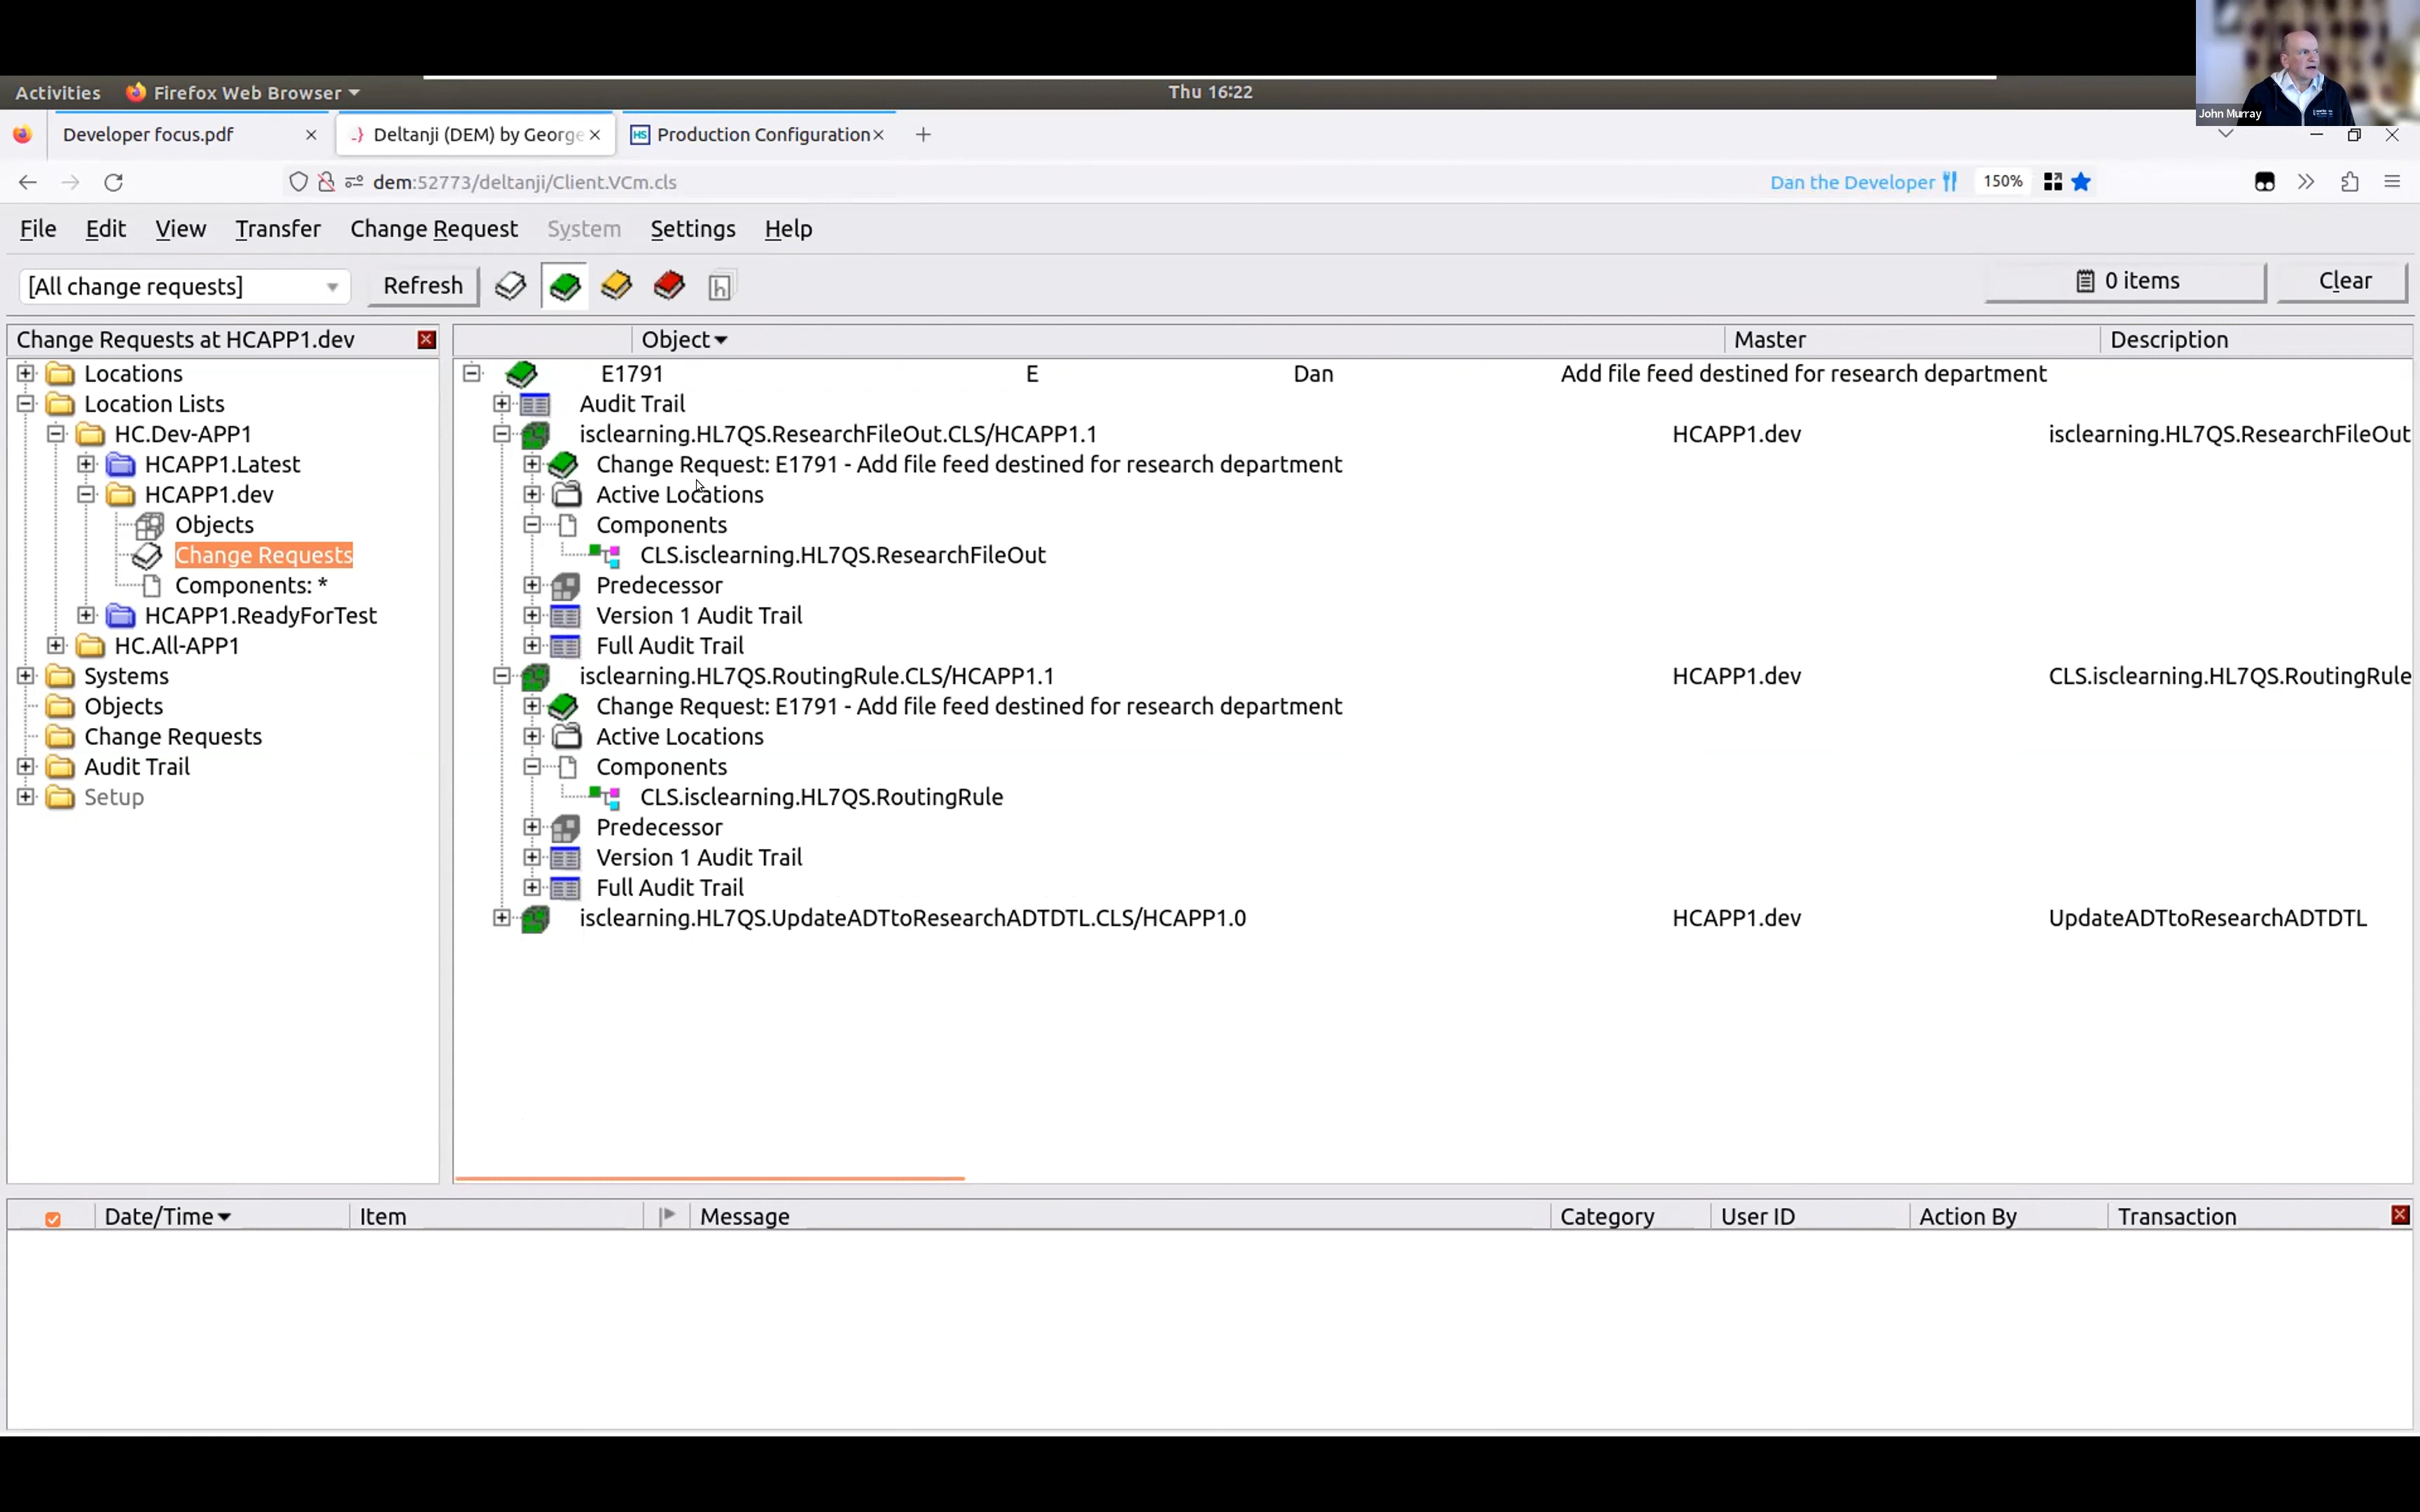 John Murray
Activities Firefox Web Browser Thu 16:22
Developer focus.pdf Deltanji (DEM) by George Production Configuration
dem:52773/deltanji/Client.VCm.cls Dan the Developer 150%
File Edit View Transfer Change Request System Settings Help
[All change requests] Refresh h 0 items Clear
Change Requests at HCAPP1.dev
Locations
Location Lists
HC.Dev-APP1
HCAPP1.Latest
HCAPP1.dev
Objects
Change Requests
Components: *
HCAPP1.ReadyForTest
HC.All-APP1
Systems
Objects
Change Requests
Audit Trail
Setup
Object Master Description
E1791 E Dan Add file feed destined for research department
Audit Trail
isclearning.HL7QS.ResearchFileOut.CLS/HCAPP1.1 HCAPP1.dev isclearning.HL7QS.ResearchFileOut
Change Request: E1791 - Add file feed destined for research department
Active Locations
Components
CLS.isclearning.HL7QS.ResearchFileOut
Predecessor
Version 1 Audit Trail
Full Audit Trail
isclearning.HL7QS.RoutingRule.CLS/HCAPP1.1 HCAPP1.dev CLS.isclearning.HL7QS.RoutingRule
Change Request: E1791 - Add file feed destined for research department
Active Locations
Components
CLS.isclearning.HL7QS.RoutingRule
Predecessor
Version 1 Audit Trail
Full Audit Trail
isclearning.HL7QS.UpdateADTtoResearchADTDTL.CLS/HCAPP1.0 HCAPP1.dev UpdateADTtoResearchADTDTL
Date/Time Item Message Category User ID Action By Transaction